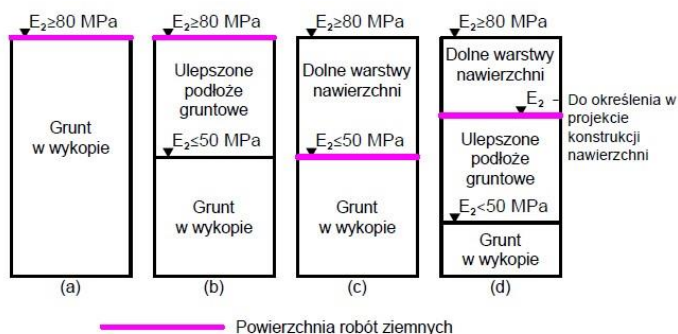 E₂≥80 MPa
Grunt
w wykopie
(a)
E₂≥80 MPa
Ulepszone
podłoże
gruntowe
E₂≤50 MPa
Grunt
w wykopie
(b)
E₂≥80 MPa
Dolne warstwy
nawierzchni
E₂≤50 MPa
Grunt
w wykopie
(c)
E₂≥80 MPa
Dolne warstwy
nawierzchni
E₂ – Do określenia w
projekcie
konstrukcji
nawierzchni
Ulepszone
podłoże
gruntowe
E₂<50 MPa
Grunt
w wykopie
(d)
Powierzchnia robót ziemnych